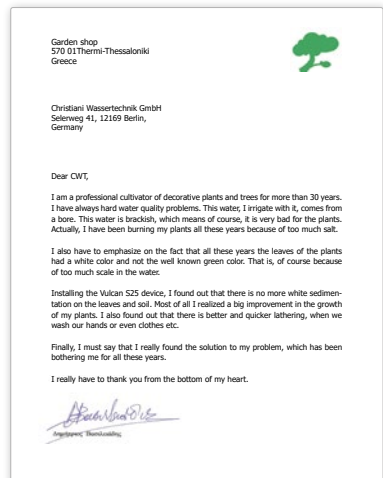 Garden shop
570 01Thermi-Thessaloniki
Greece
Christiani Wassertechnik GmbH
Selerweg 41, 12169 Berlin,
Germany
Dear CWT,
I am a professional cultivator of decorative plants and trees for more than 30 years.
I have always hard water quality problems. This water, I irrigate with it, comes from
a bore. This water is brackish, which means of course, it is very bad for the plants.
Actually, I have been burning my plants all these years because of too much salt.
I also have to emphasize on the fact that all these years the leaves of the plants
had a white color and not the well known green color. That is, of course because
of too much scale in the water.
Installing the Vulcan S25 device, I found out that there is no more white sedimen-
tation on the leaves and soil. Most of all I realized a big improvement in the growth
of my plants. I also found out that there is better and quicker lathering, when we
wash our hands or even clothes etc.
Finally, I must say that I really found the solution to my problem, which has been
bothering me for all these years.
I really have to thank you from the bottom of my heart.